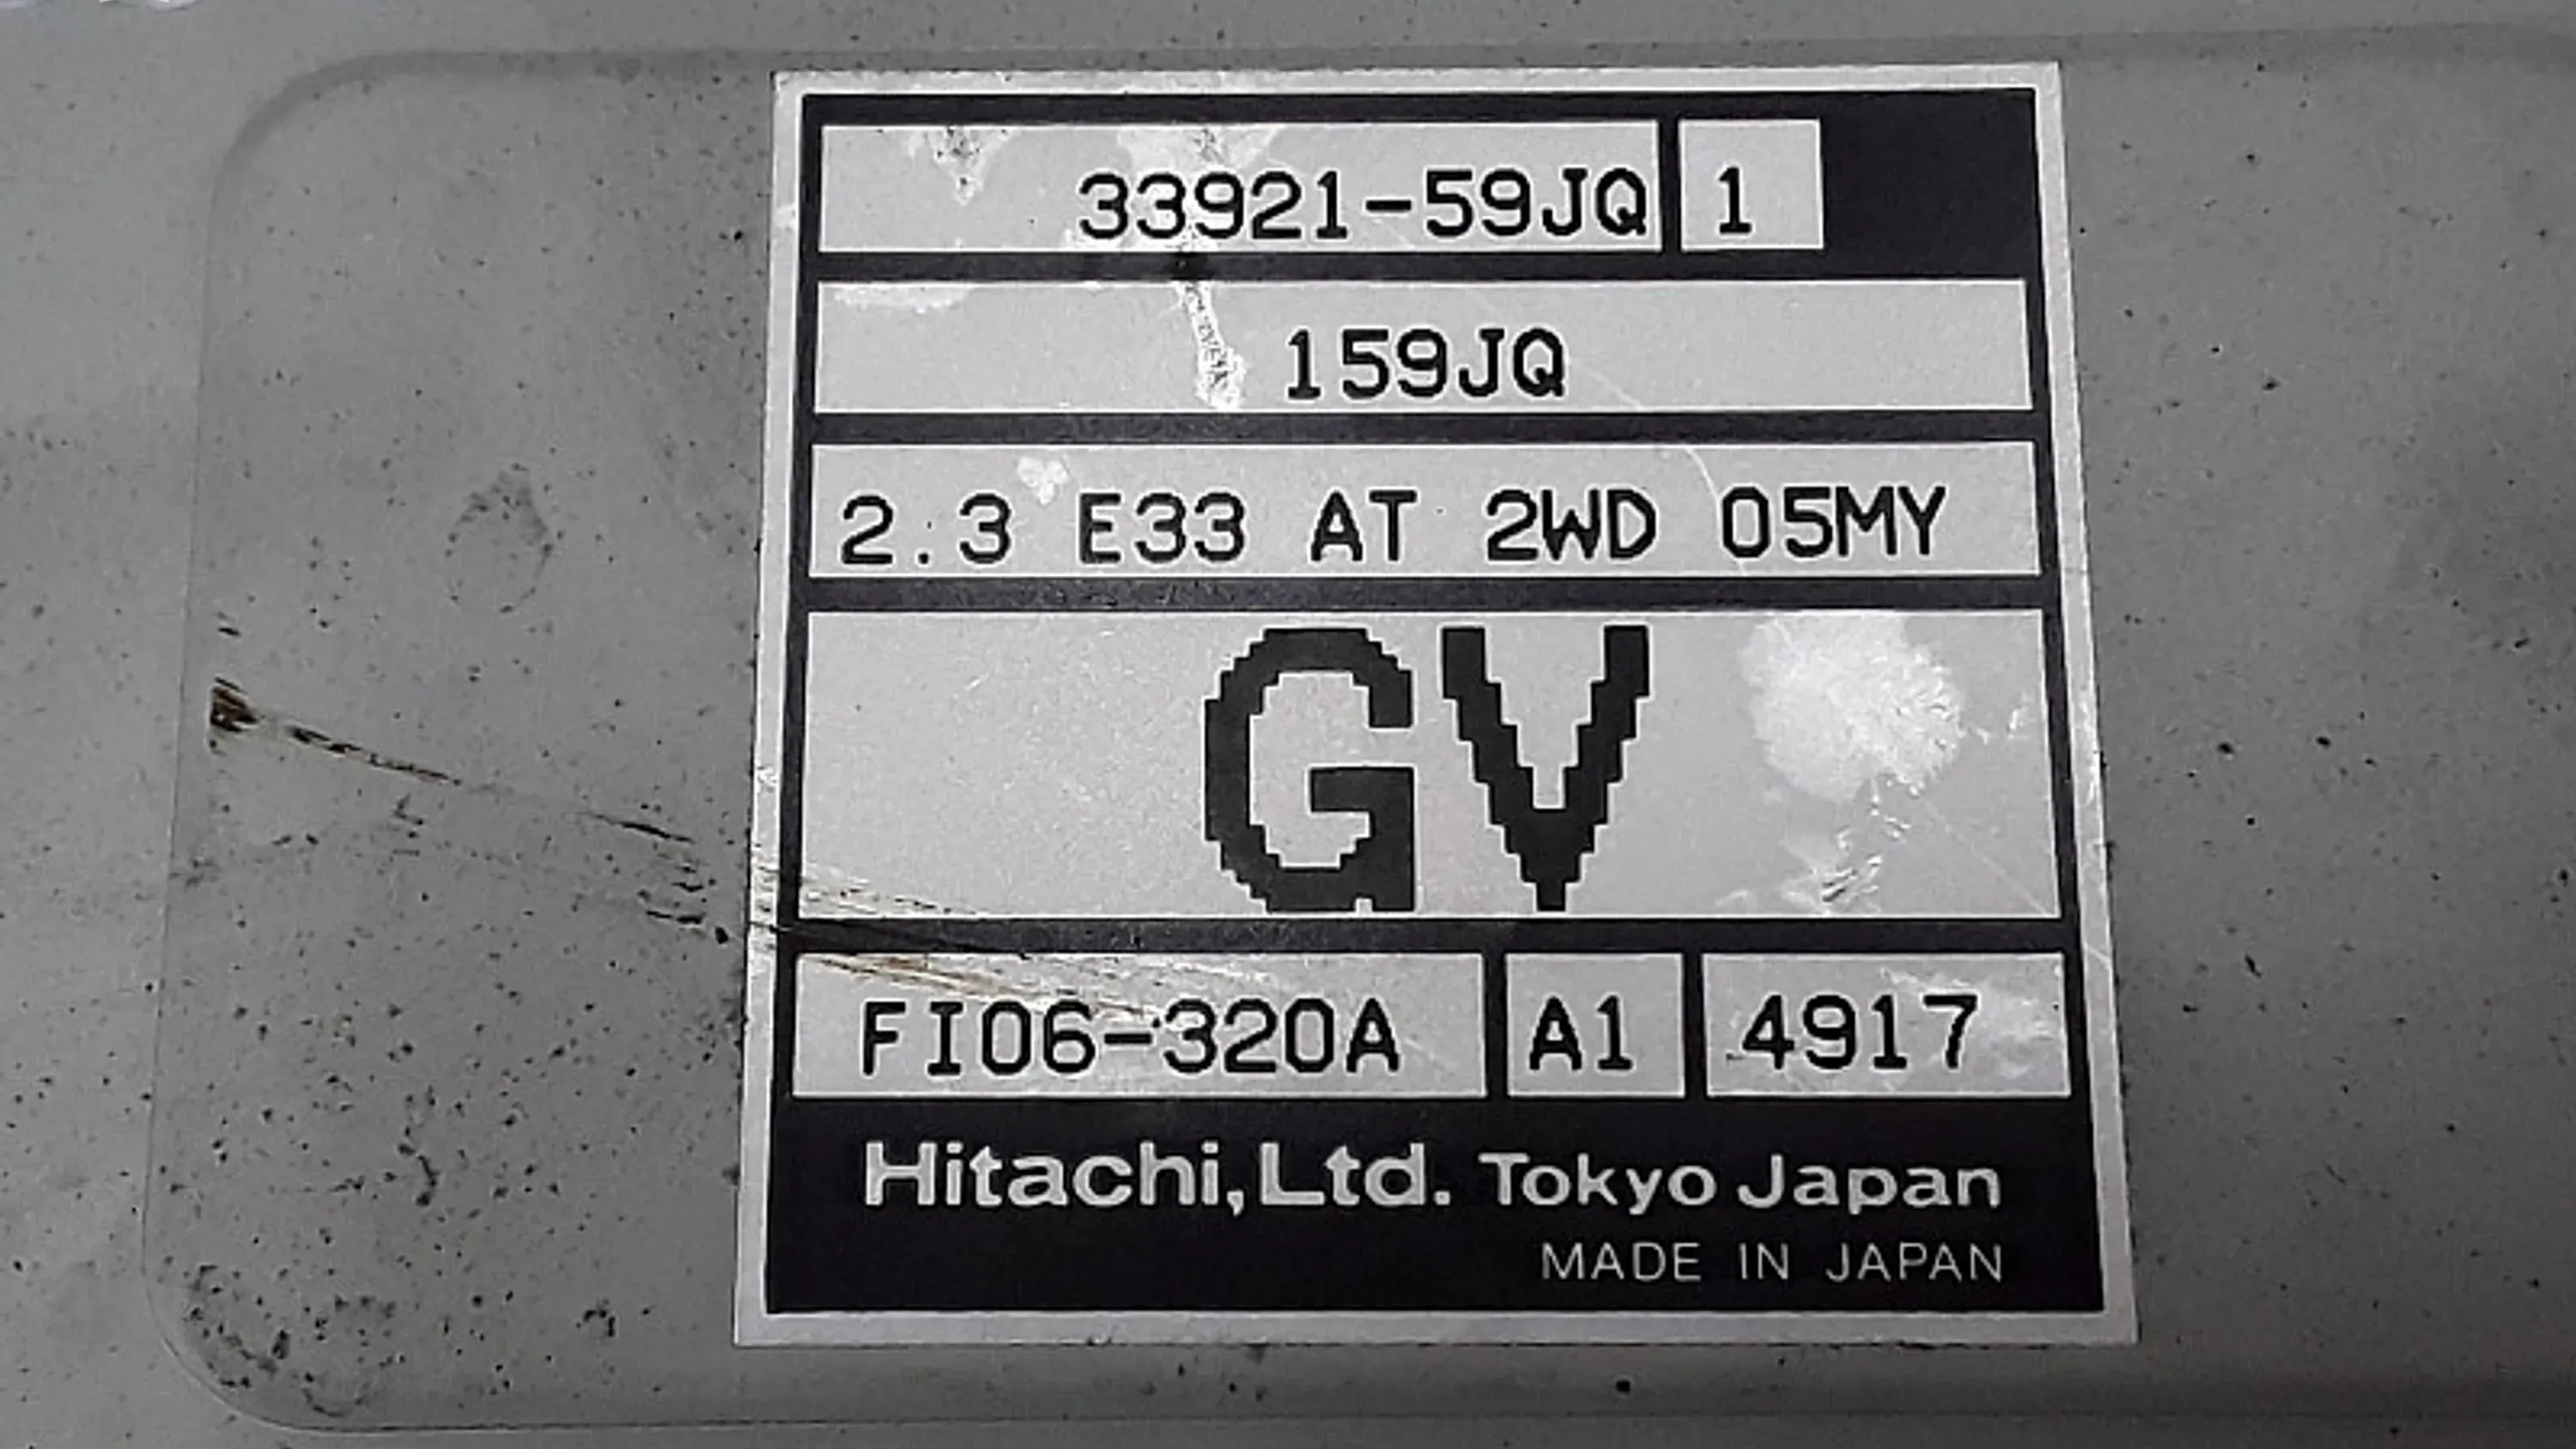 33921-59JQ 1
159JQ
2.3 E33 AT 2WD 05MY
GV
FI06-320A A1 4917
Hitachi,Ltd. Tokyo Japan
MADE IN JAPAN